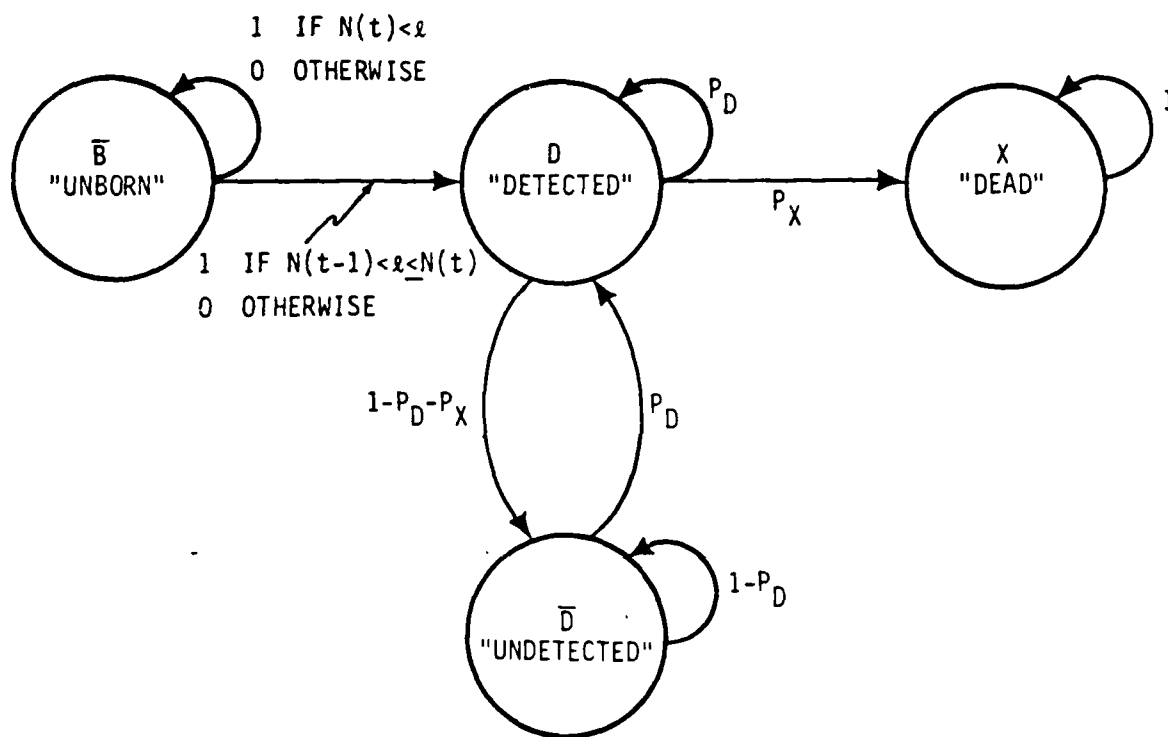 1 IF N(t)<ℓ
0 OTHERWISE
B̅
"UNBORN"
P_D
D
"DETECTED"
P_X
1
X
"DEAD"
1 IF N(t-1)<ℓ≤N(t)
0 OTHERWISE
1-P_D-P_X
P_D
1-P_D
D̅
"UNDETECTED"